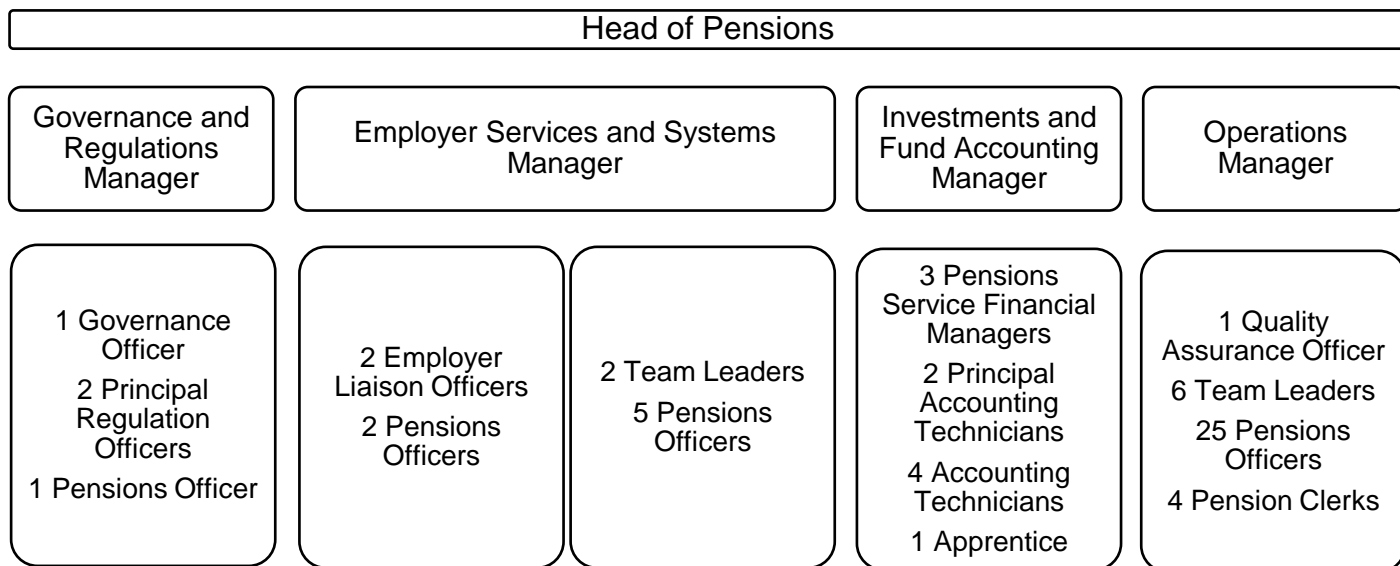 Head of Pensions
Governance and
Regulations
Manager
Employer Services and Systems
Manager
Investments and
Fund Accounting
Manager
Operations
Manager
1 Governance
Officer
2 Principal
Regulation
Officers
1 Pensions Officer
2 Employer
Liaison Officers
2 Pensions
Officers
2 Team Leaders
5 Pensions
Officers
3 Pensions
Service Financial
Managers
2 Principal
Accounting
Technicians
4 Accounting
Technicians
1 Apprentice
1 Quality
Assurance Officer
6 Team Leaders
25 Pensions
Officers
4 Pension Clerks